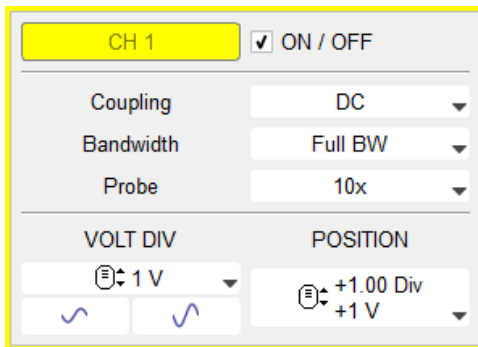 CH 1 ON / OFF
Coupling DC
Bandwidth Full BW
Probe 10x
VOLT DIV POSITION
1 V
+1.00 Div
+1 V